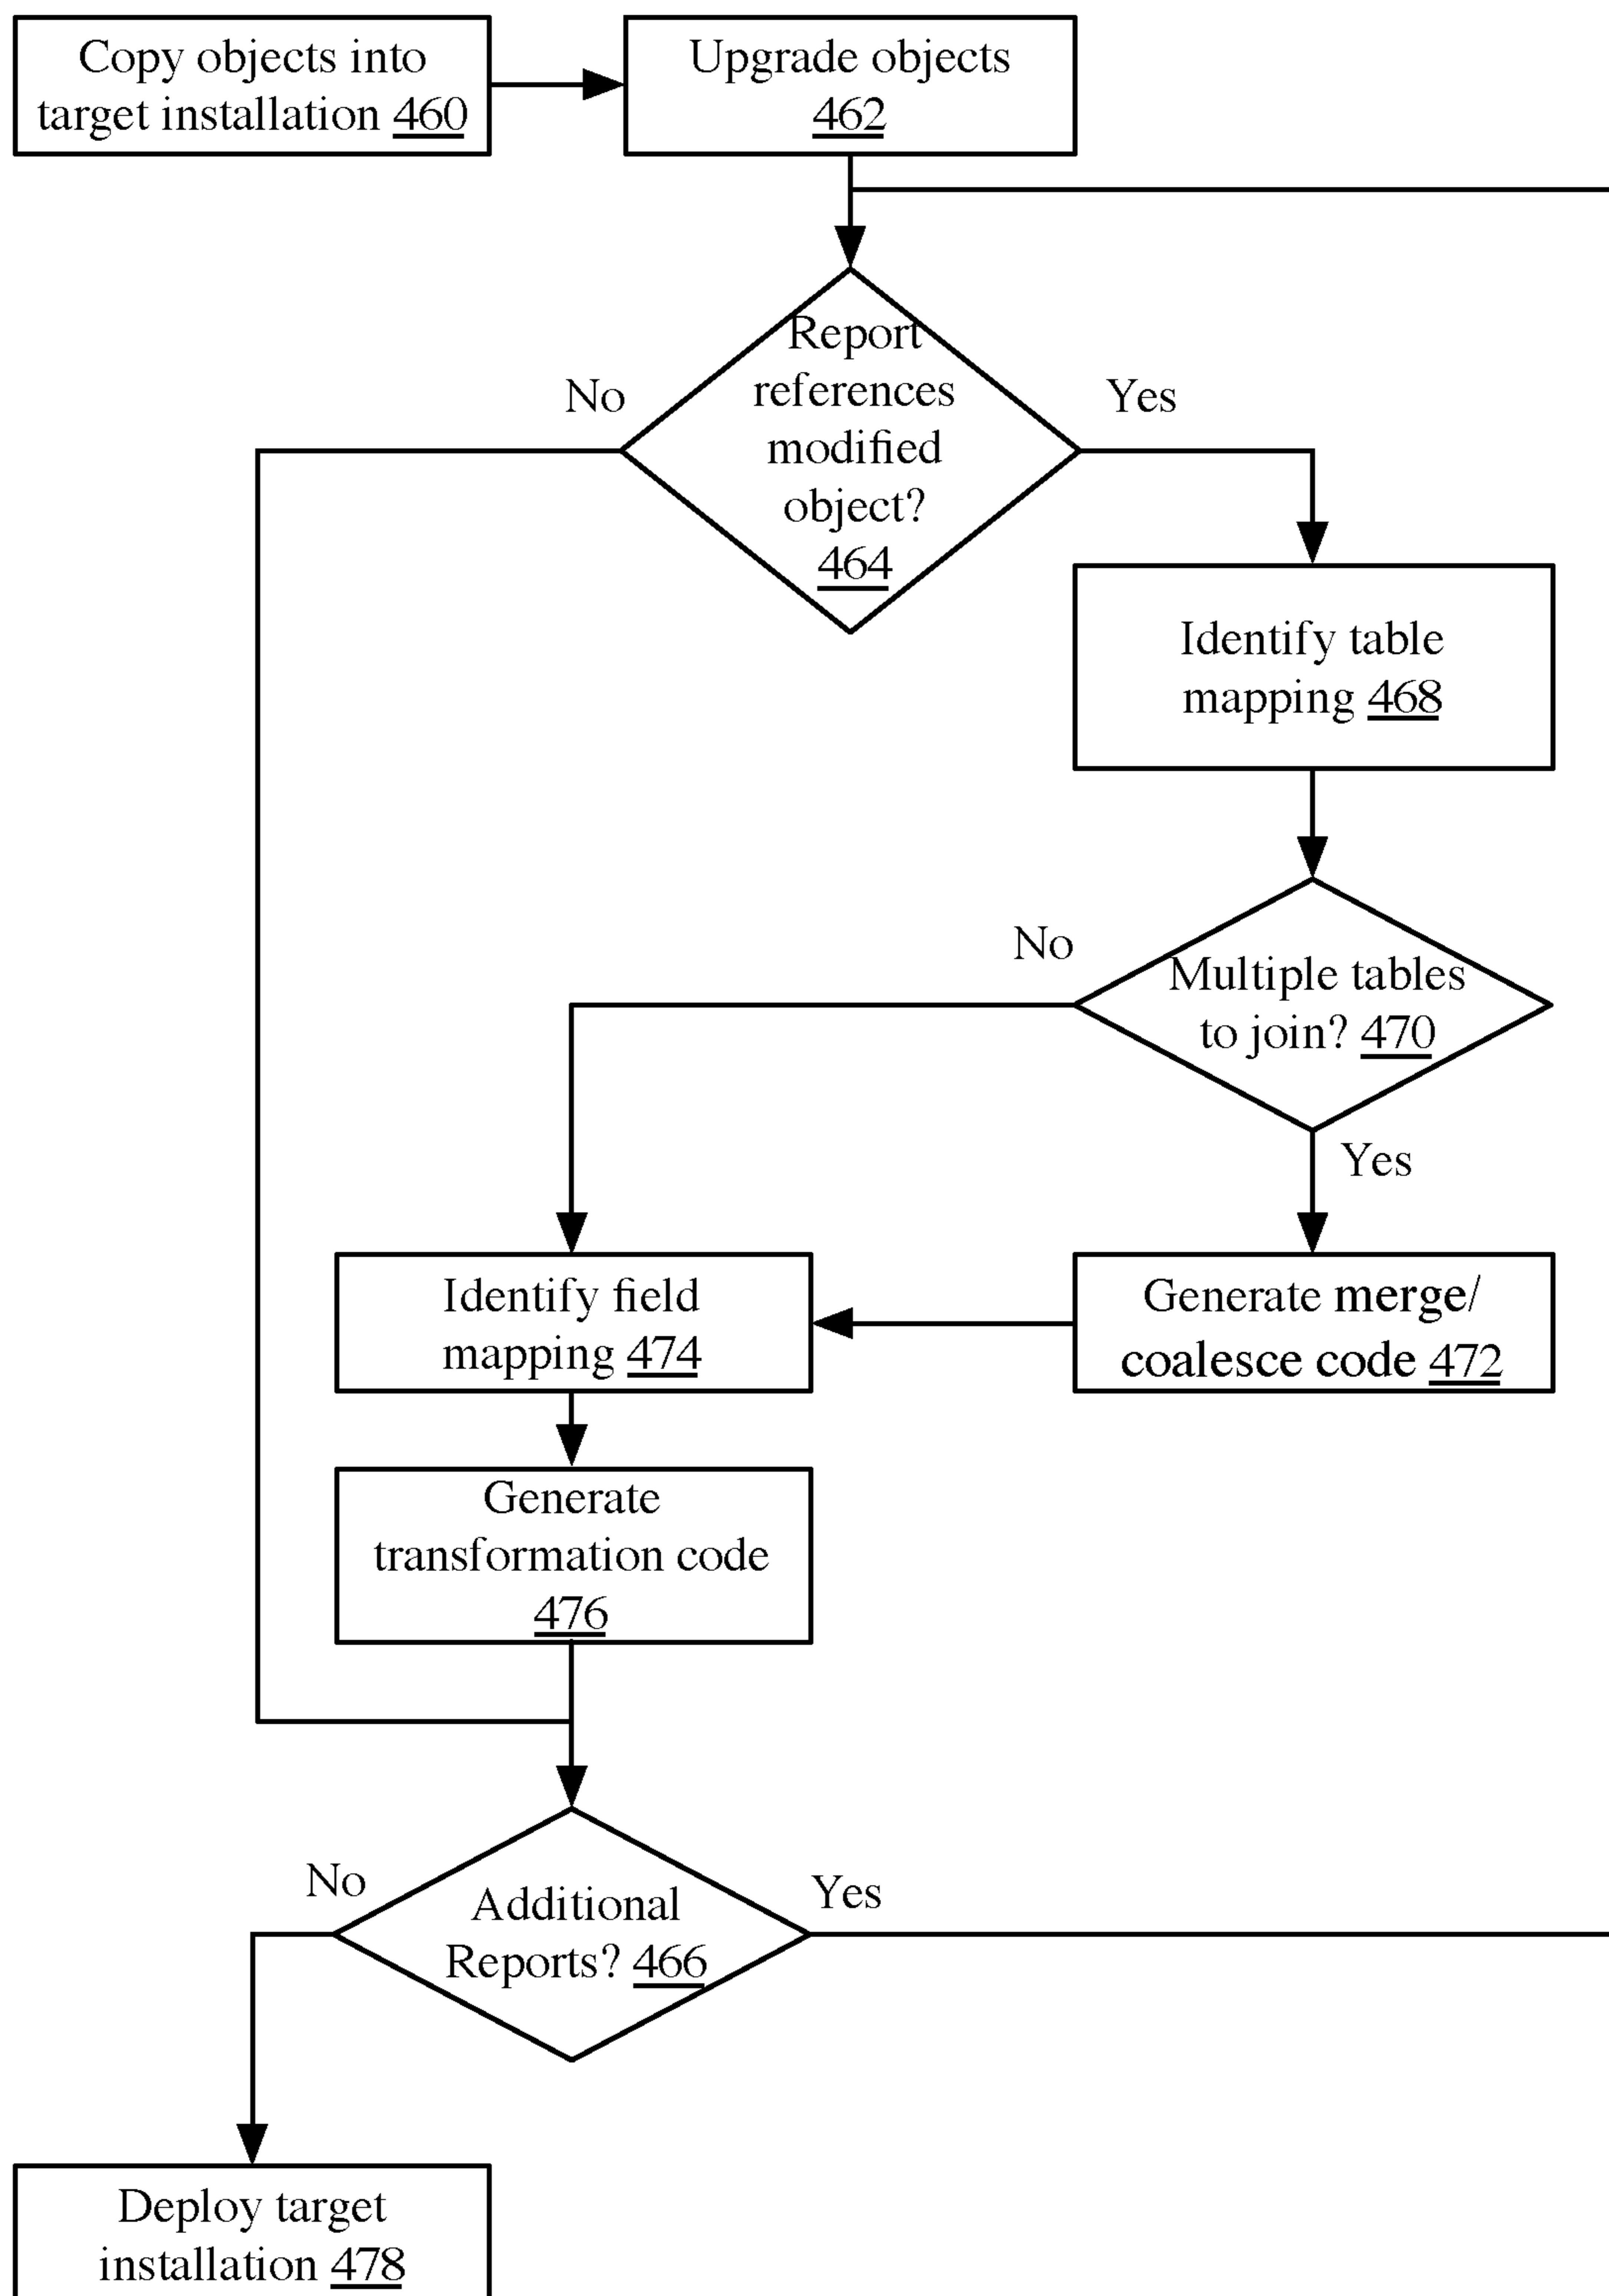 Copy objects into
target installation 460
Upgrade objects
462
Report
references
modified
object?
464
No
Yes
Identify table
mapping 468
No
Multiple tables
to join? 470
Yes
Identify field
mapping 474
Generate merge/
coalesce code 472
Generate
transformation code
476
No
Additional
Reports? 466
Yes
Deploy target
installation 478